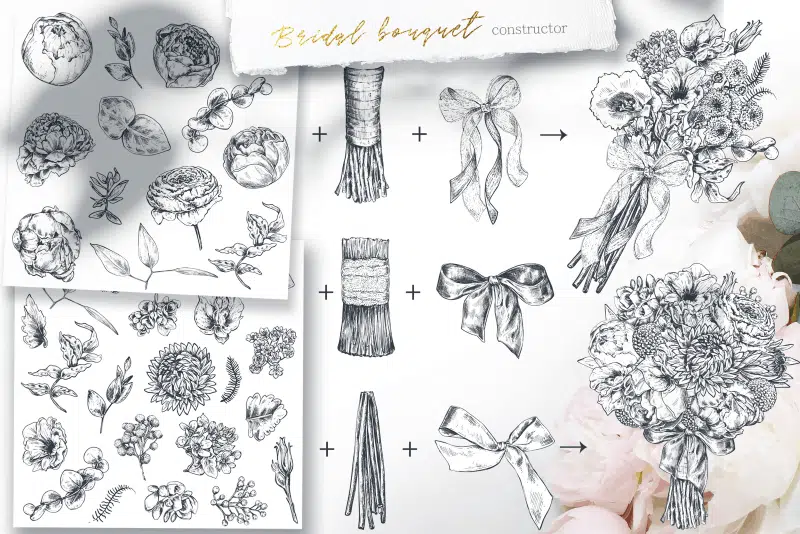 Bridal bouquet constructor
+ + →
+ +
+ + →